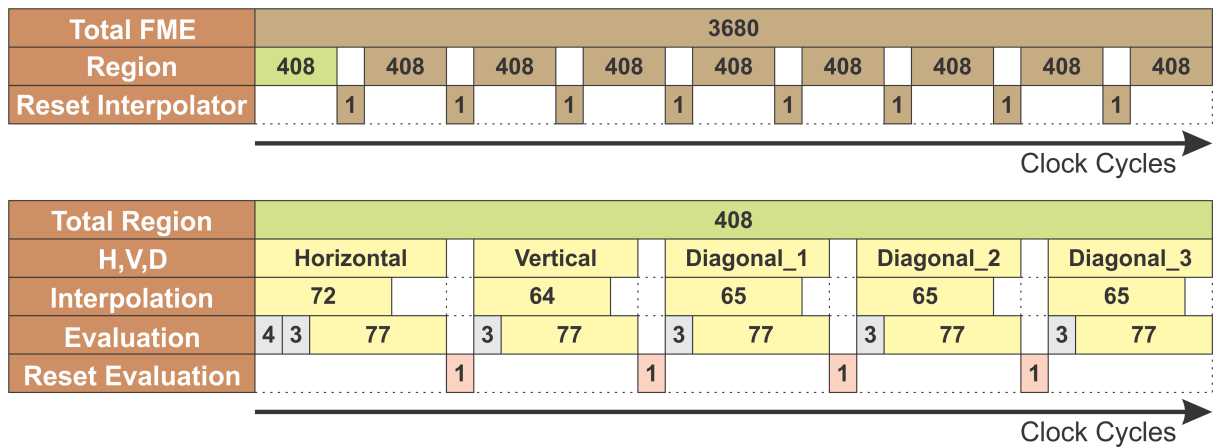 Total FME 3680
Region 408 408 408 408 408 408 408 408 408
Reset Interpolator 1 1 1 1 1 1 1 1
Clock Cycles
Total Region 408
H,V,D Horizontal Vertical Diagonal_1 Diagonal_2 Diagonal_3
Interpolation 72 64 65 65 65
Evaluation 4 3 77 3 77 3 77 3 77 3 77
Reset Evaluation 1 1 1 1
Clock Cycles